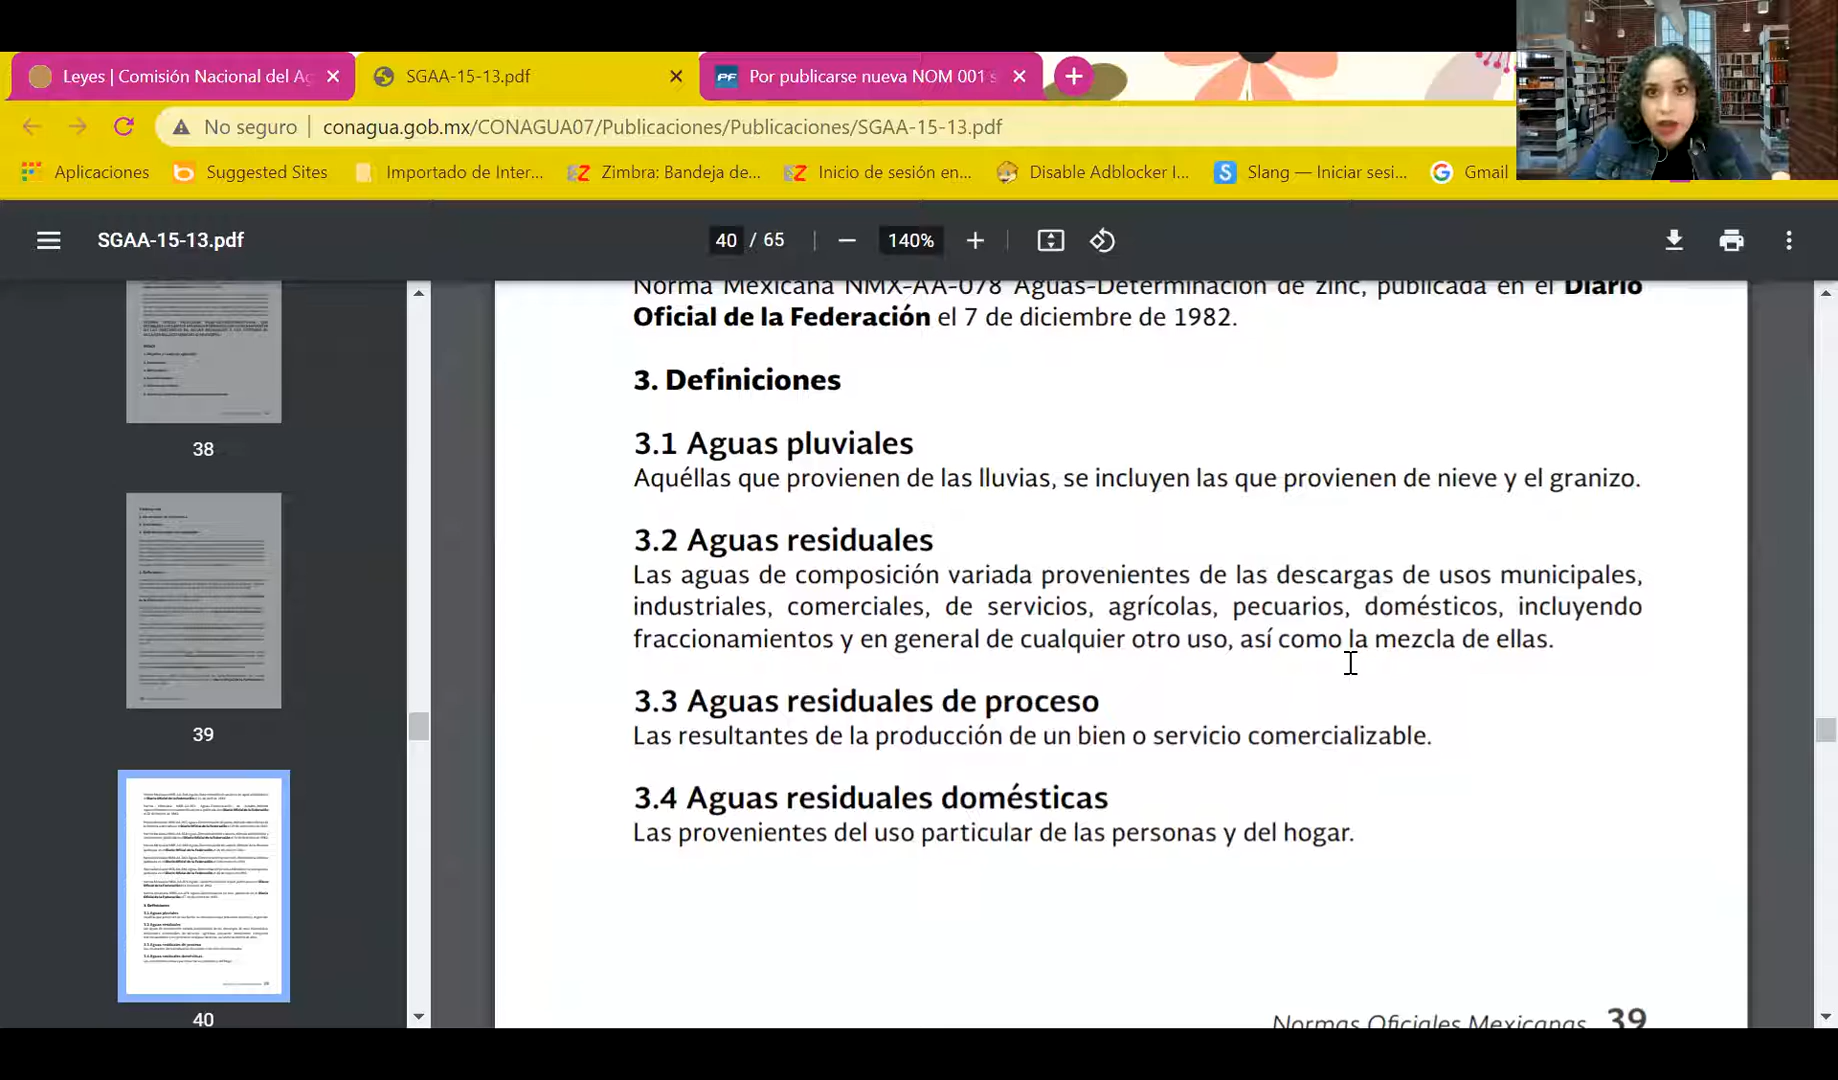 Leyes | Comisión Nacional del Ag
SGAA-15-13.pdf
Por publicarse nueva NOM 001 s
No seguro
conagua.gob.mx/CONAGUA07/Publicaciones/Publicaciones/SGAA-15-13.pdf
Aplicaciones
Suggested Sites
Importado de Inter...
Zimbra: Bandeja de...
Inicio de sesión en...
Disable Adblocker I...
Slang — Iniciar sesi...
Gmail
SGAA-15-13.pdf
40 / 65
140%
38
39
40
Norma Mexicana NMX-AA-078 Aguas-Determinación de zinc, publicada en el Diario
Oficial de la Federación el 7 de diciembre de 1982.
3. Definiciones
3.1 Aguas pluviales
Aquéllas que provienen de las lluvias, se incluyen las que provienen de nieve y el granizo.
3.2 Aguas residuales
Las aguas de composición variada provenientes de las descargas de usos municipales,
industriales, comerciales, de servicios, agrícolas, pecuarios, domésticos, incluyendo
fraccionamientos y en general de cualquier otro uso, así como la mezcla de ellas.
3.3 Aguas residuales de proceso
Las resultantes de la producción de un bien o servicio comercializable.
3.4 Aguas residuales domésticas
Las provenientes del uso particular de las personas y del hogar.
Normas Oficiales Mexicanas 39